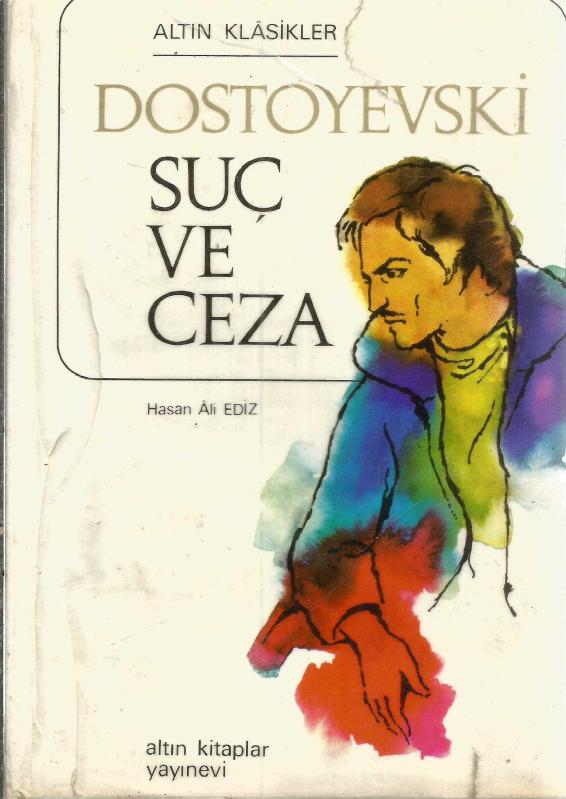 ALTIN KLÂSİKLER
DOSTOYEVSKİ
SUÇ
VE
CEZA
Hasan Âli EDİZ
altın kitaplar
yayınevi